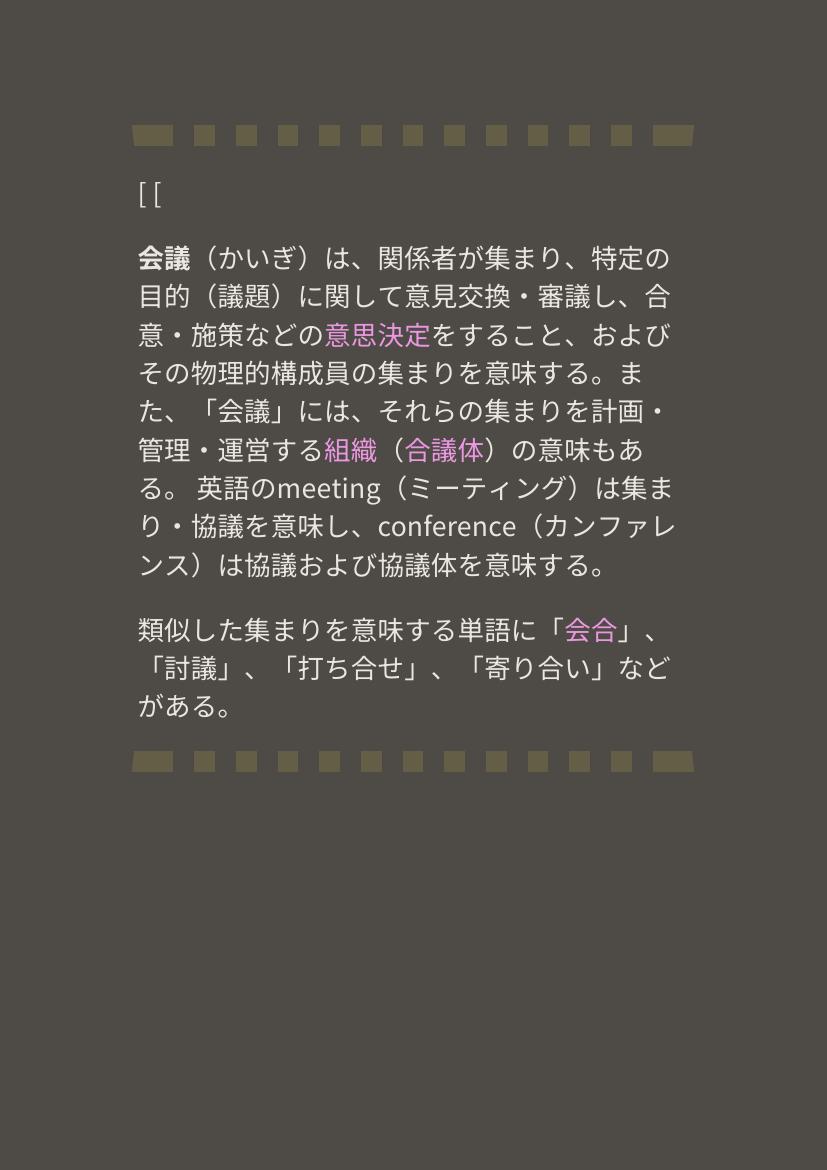 [ [
会議（かいぎ）は、関係者が集まり、特定の
目的（議題）に関して意見交換・審議し、合
意・施策などの意思決定をすること、および
その物理的構成員の集まりを意味する。ま
た、「会議」には、それらの集まりを計画・
管理・運営する組織（合議体）の意味もあ
る。 英語のmeeting（ミーティング）は集ま
り・協議を意味し、conference（カンファレ
ンス）は協議および協議体を意味する。
類似した集まりを意味する単語に「会合」、
「討議」、「打ち合せ」、「寄り合い」など
がある。